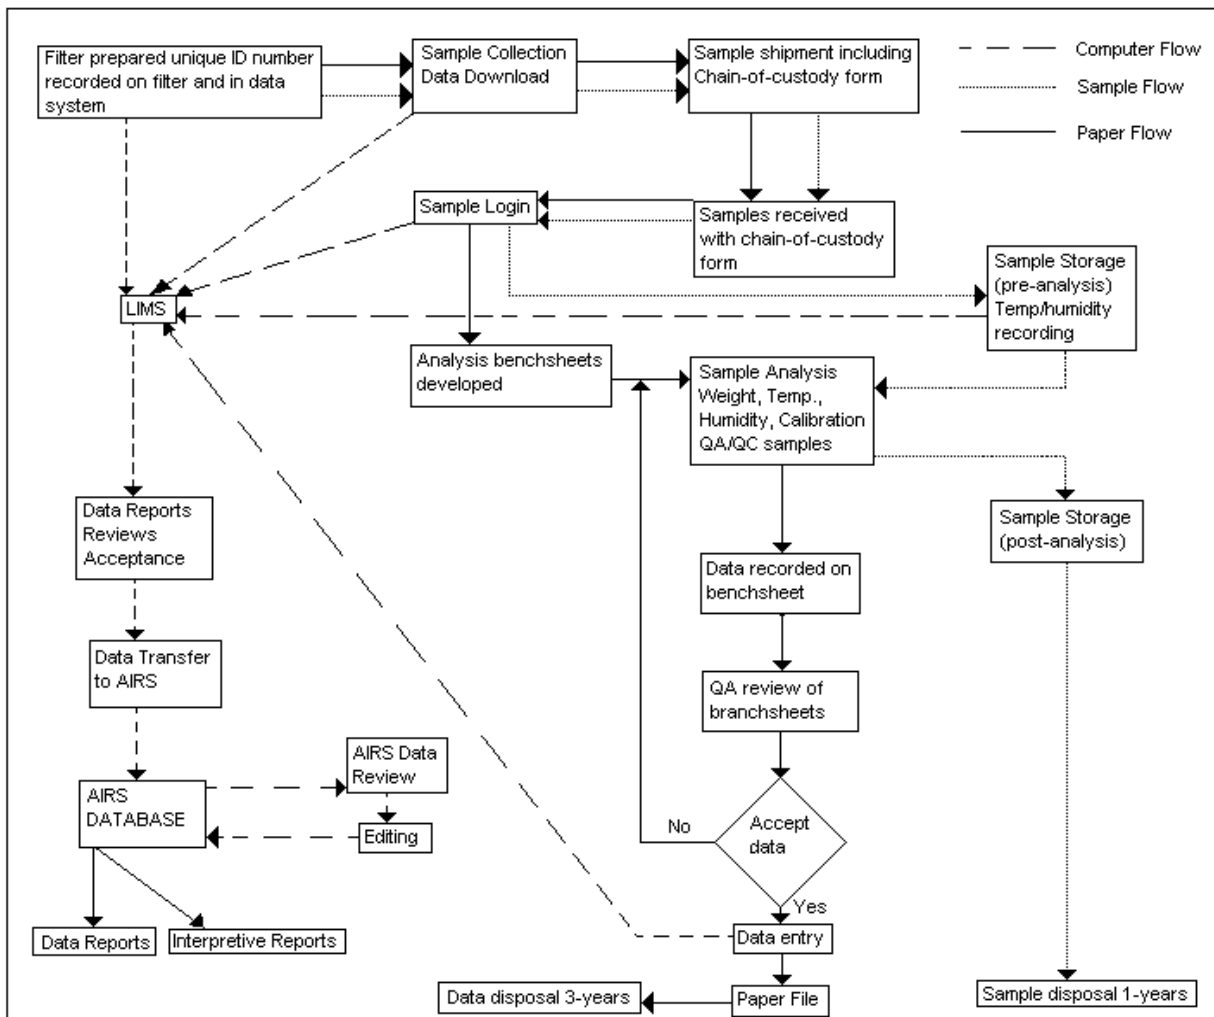 Filter prepared unique ID number
recorded on filter and in data
system
Sample Collection
Data Download
Sample shipment including
Chain-of-custody form
Computer Flow
Sample Flow
Paper Flow
Sample Login
Samples received
with chain-of-custody
form
Sample Storage
(pre-analysis)
Temp/humidity
recording
LIMS
Analysis benchsheets
developed
Sample Analysis
Weight, Temp.,
Humidity, Calibration
QA/QC samples
Data Reports
Reviews
Acceptance
Sample Storage
(post-analysis)
Data recorded on
benchsheet
Data Transfer
to AIRS
QA review of
branchsheets
AIRS Data
Review
AIRS
DATABASE
Editing
No
Accept
data
Yes
Data Reports
Interpretive Reports
Data entry
Data disposal 3-years
Paper File
Sample disposal 1-years